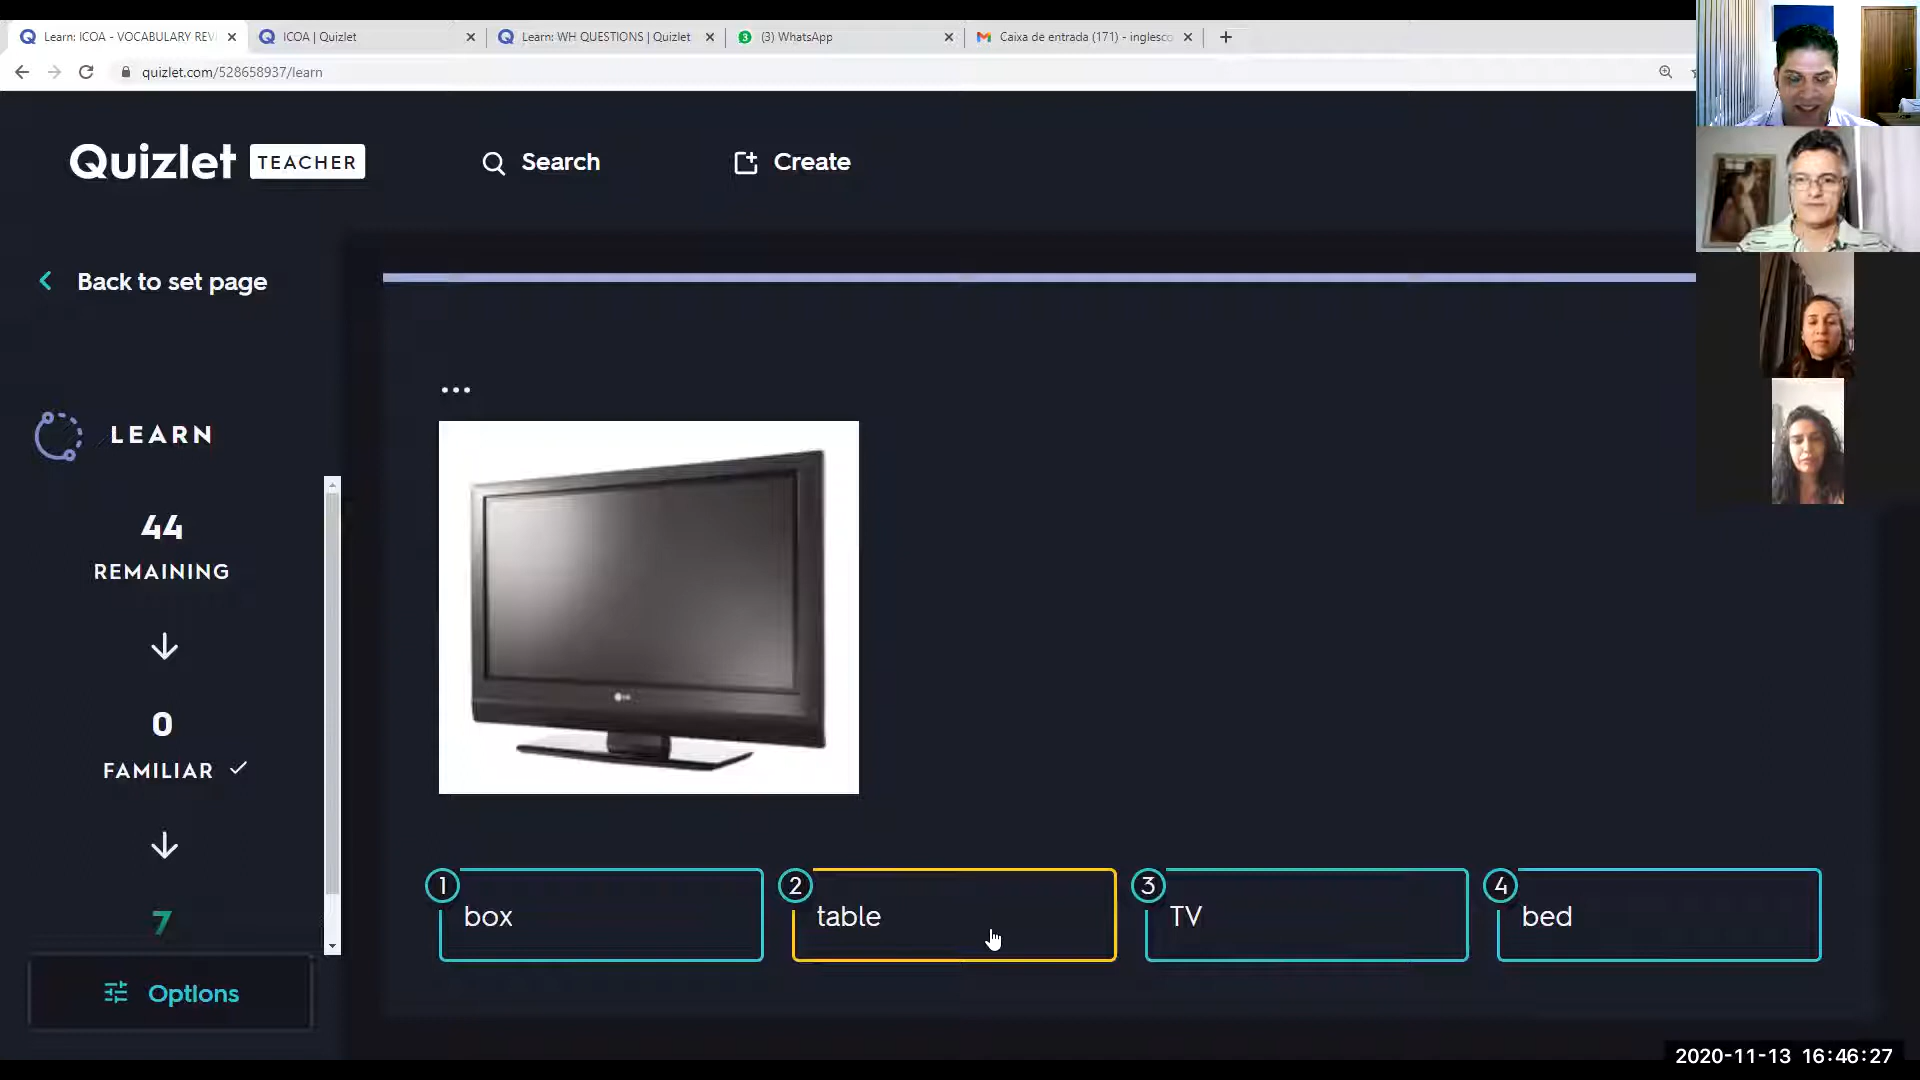 Learn: ICOA - VOCABULARY REV
ICOA | Quizlet
Learn: WH QUESTIONS | Quizlet
3
(3) WhatsApp
Caixa de entrada (171) - inglesco
quizlet.com/528658937/learn
Quizlet TEACHER
Search
Create
Back to set page
...
LEARN
44
REMAINING
0
FAMILIAR
7
Options
LG
1 box
2 table
3 TV
4 bed
2020-11-13 16:46:27